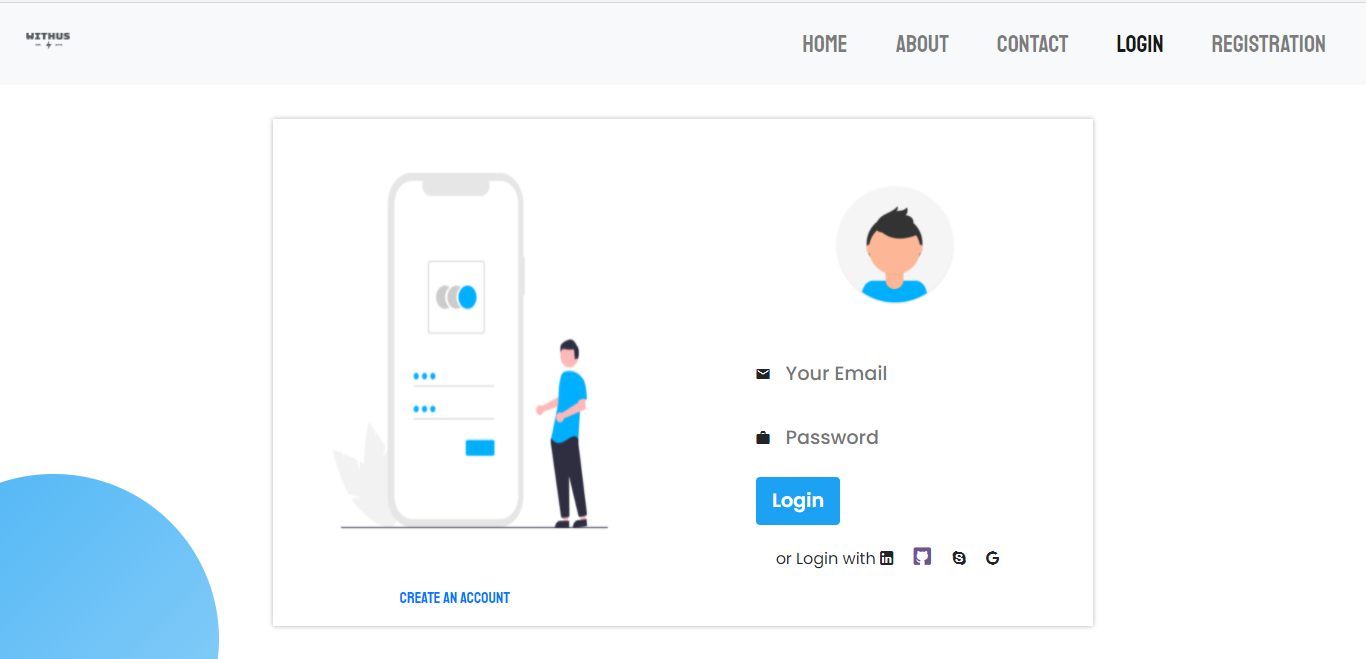 WITHUS
HOME ABOUT CONTACT LOGIN REGISTRATION
Your Email
Password
Login
or Login with
CREATE AN ACCOUNT